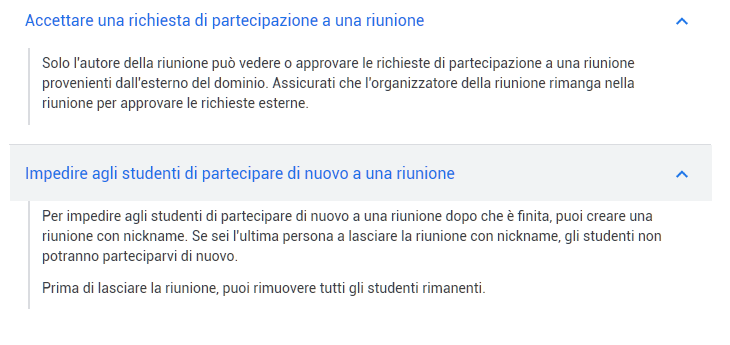 Accettare una richiesta di partecipazione a una riunione
Solo l'autore della riunione può vedere o approvare le richieste di partecipazione a una riunione
provenienti dall'esterno del dominio. Assicurati che l'organizzatore della riunione rimanga nella
riunione per approvare le richieste esterne.
Impedire agli studenti di partecipare di nuovo a una riunione
Per impedire agli studenti di partecipare di nuovo a una riunione dopo che è finita, puoi creare una
riunione con nickname. Se sei l'ultima persona a lasciare la riunione con nickname, gli studenti non
potranno parteciparvi di nuovo.
Prima di lasciare la riunione, puoi rimuovere tutti gli studenti rimanenti.